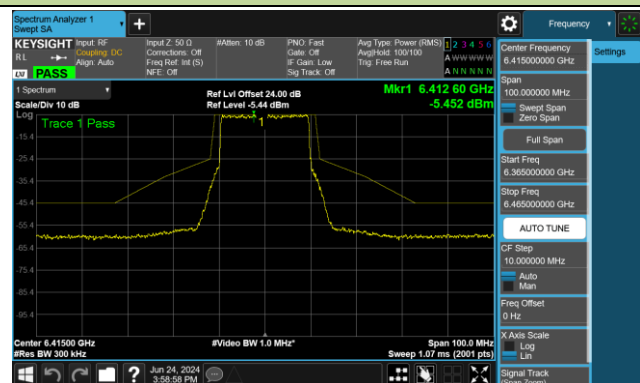 Spectrum Analyzer 1
Swept SA
Frequency
KEYSIGHT
Input: RF
Coupling: DC
Align: Auto
Input Z: 50 Ω
Corrections: Off
Freq Ref: Int (S)
NFE: Off
#Atten: 10 dB
PNO: Fast
Gate: Off
IF Gain: Low
Sig Track: Off
Avg Type: Power (RMS)
Avg|Hold: 100/100
Trig: Free Run
1 2 3 4 5 6
A W W W W W
A N N N N N
R L
LXI
PASS
1 Spectrum
Scale/Div 10 dB
Ref Lvl Offset 24.00 dB
Ref Level -5.44 dBm
Mkr1 6.412 60 GHz
-5.452 dBm
Log
Trace 1 Pass
1
-15.4
-25.4
-35.4
-45.4
-55.4
-65.4
-75.4
-85.4
-95.4
Center 6.41500 GHz
#Res BW 300 kHz
#Video BW 1.0 MHz*
Span 100.0 MHz
Sweep 1.07 ms (2001 pts)
Center Frequency
6.415000000 GHz
Settings
Span
100.000000 MHz
Swept Span
Zero Span
Full Span
Start Freq
6.365000000 GHz
Stop Freq
6.465000000 GHz
AUTO TUNE
CF Step
10.000000 MHz
Auto
Man
Freq Offset
0 Hz
X Axis Scale
Log
Lin
Signal Track
(Span Zoom)
Jun 24, 2024
3:58:58 PM